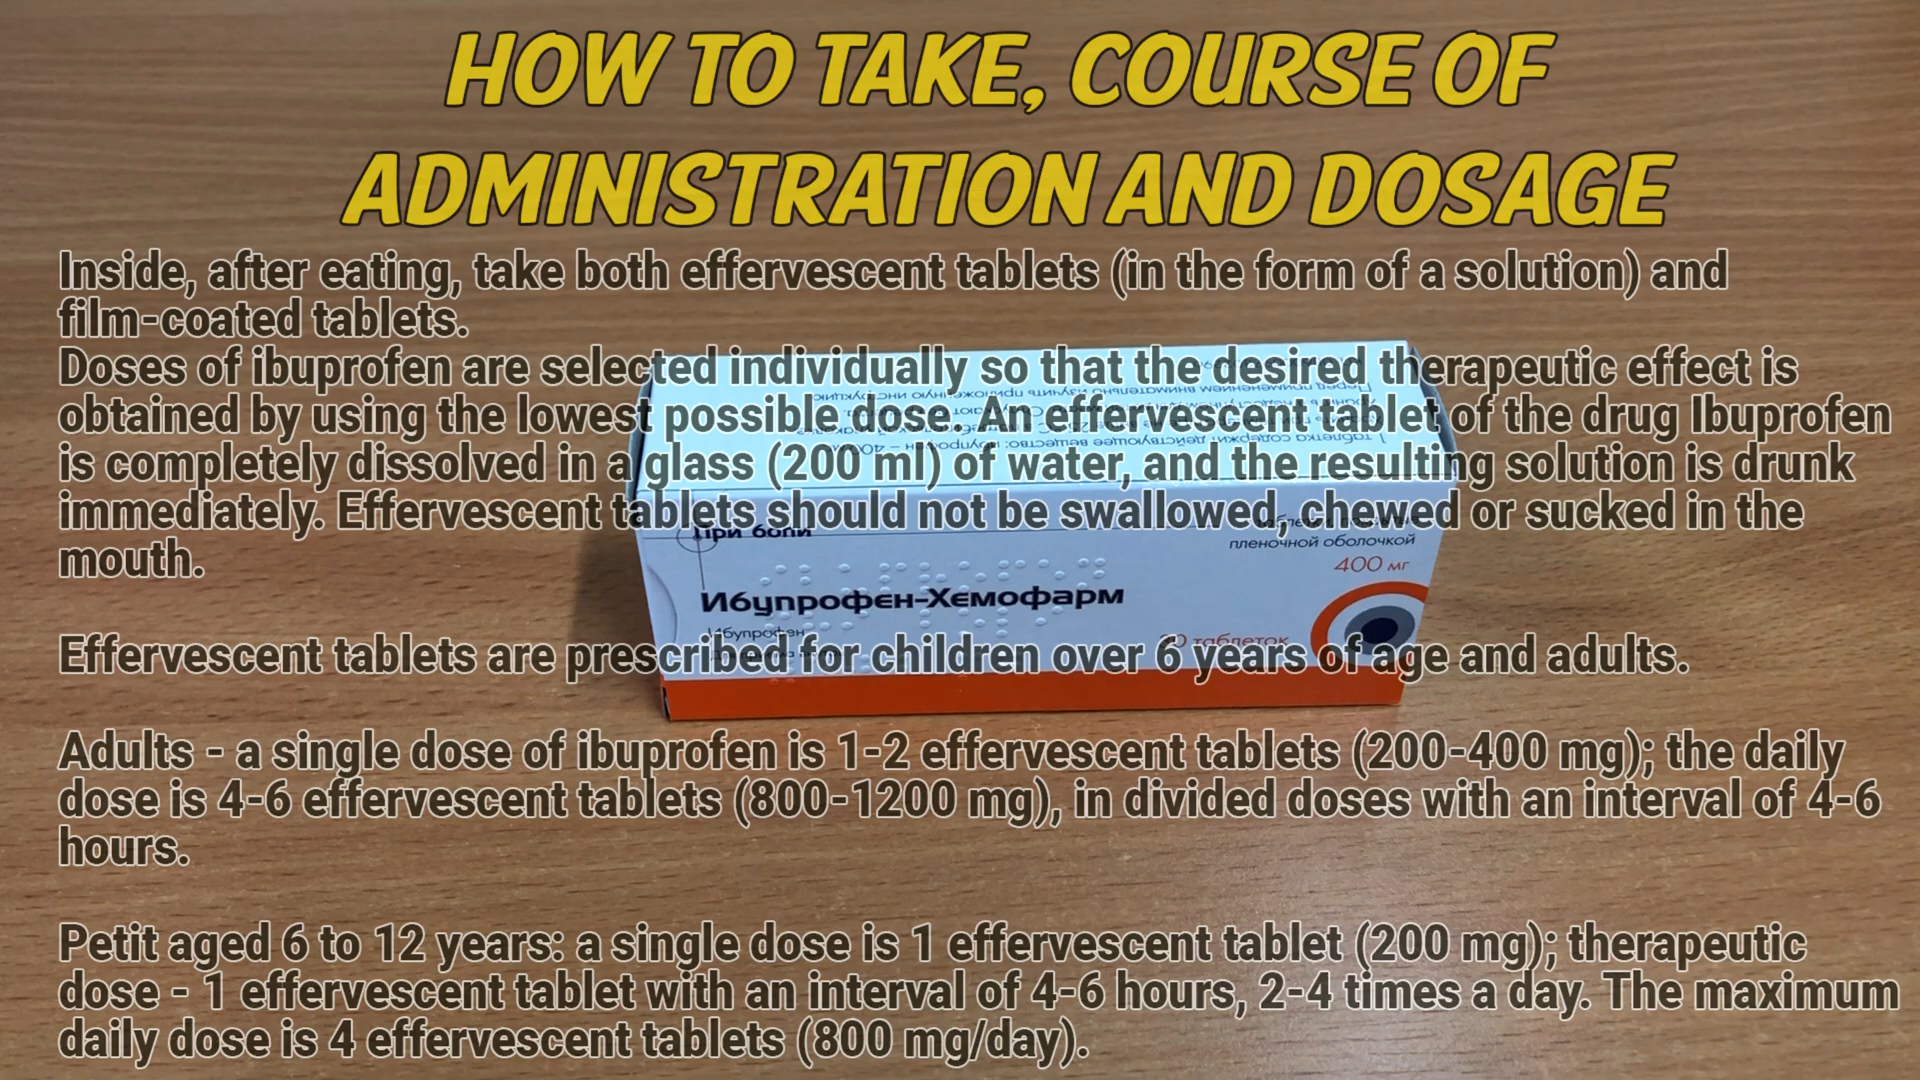 HOW TO TAKE, COURSE OF
ADMINISTRATION AND DOSAGE
Inside, after eating, take both effervescent tablets (in the form of a solution) and
film-coated tablets.
Doses of ibuprofen are selected individually so that the desired therapeutic effect is
obtained by using the lowest possible dose. An effervescent tablet of the drug Ibuprofen
is completely dissolved in a glass (200 ml) of water, and the resulting solution is drunk
immediately. Effervescent tablets should not be swallowed, chewed or sucked in the
mouth.
При боли
пленочной оболочкой
400 мг
Ибупрофен-Хемофарм
Ибупрофен
таблеток
Effervescent tablets are prescribed for children over 6 years of age and adults.
Adults - a single dose of ibuprofen is 1-2 effervescent tablets (200-400 mg); the daily
dose is 4-6 effervescent tablets (800-1200 mg), in divided doses with an interval of 4-6
hours.
Petit aged 6 to 12 years: a single dose is 1 effervescent tablet (200 mg); therapeutic
dose - 1 effervescent tablet with an interval of 4-6 hours, 2-4 times a day. The maximum
daily dose is 4 effervescent tablets (800 mg/day).